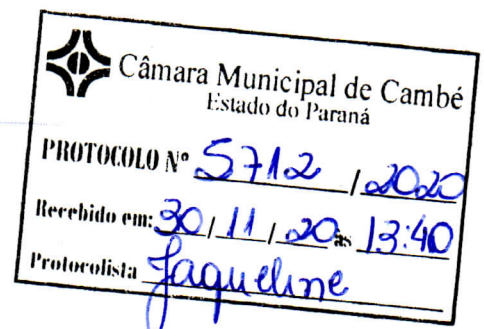 Câmara Municipal de Cambé
Estado do Paraná
PROTOCOLO Nº 5712 / 2020
Recebido em: 30 / 11 / 20 às 13:40
Protocolista Jaqueline